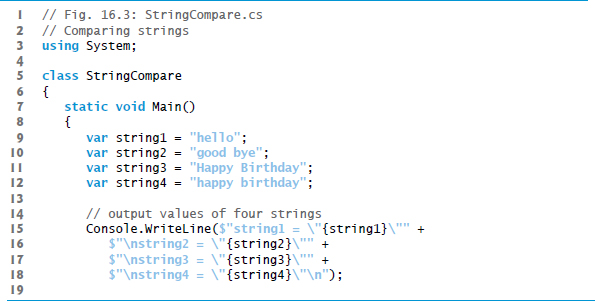 1 // Fig. 16.3: StringCompare.cs
2 // Comparing strings
3 using System;
4
5 class StringCompare
6 {
7 static void Main()
8 {
9 var string1 = "hello";
10 var string2 = "good bye";
11 var string3 = "Happy Birthday";
12 var string4 = "happy birthday";
13
14 // output values of four strings
15 Console.WriteLine($"string1 = \"{string1}\"" +
16 $"\nstring2 = \"{string2}\"" +
17 $"\nstring3 = \"{string3}\"" +
18 $"\nstring4 = \"{string4}\"\n");
19